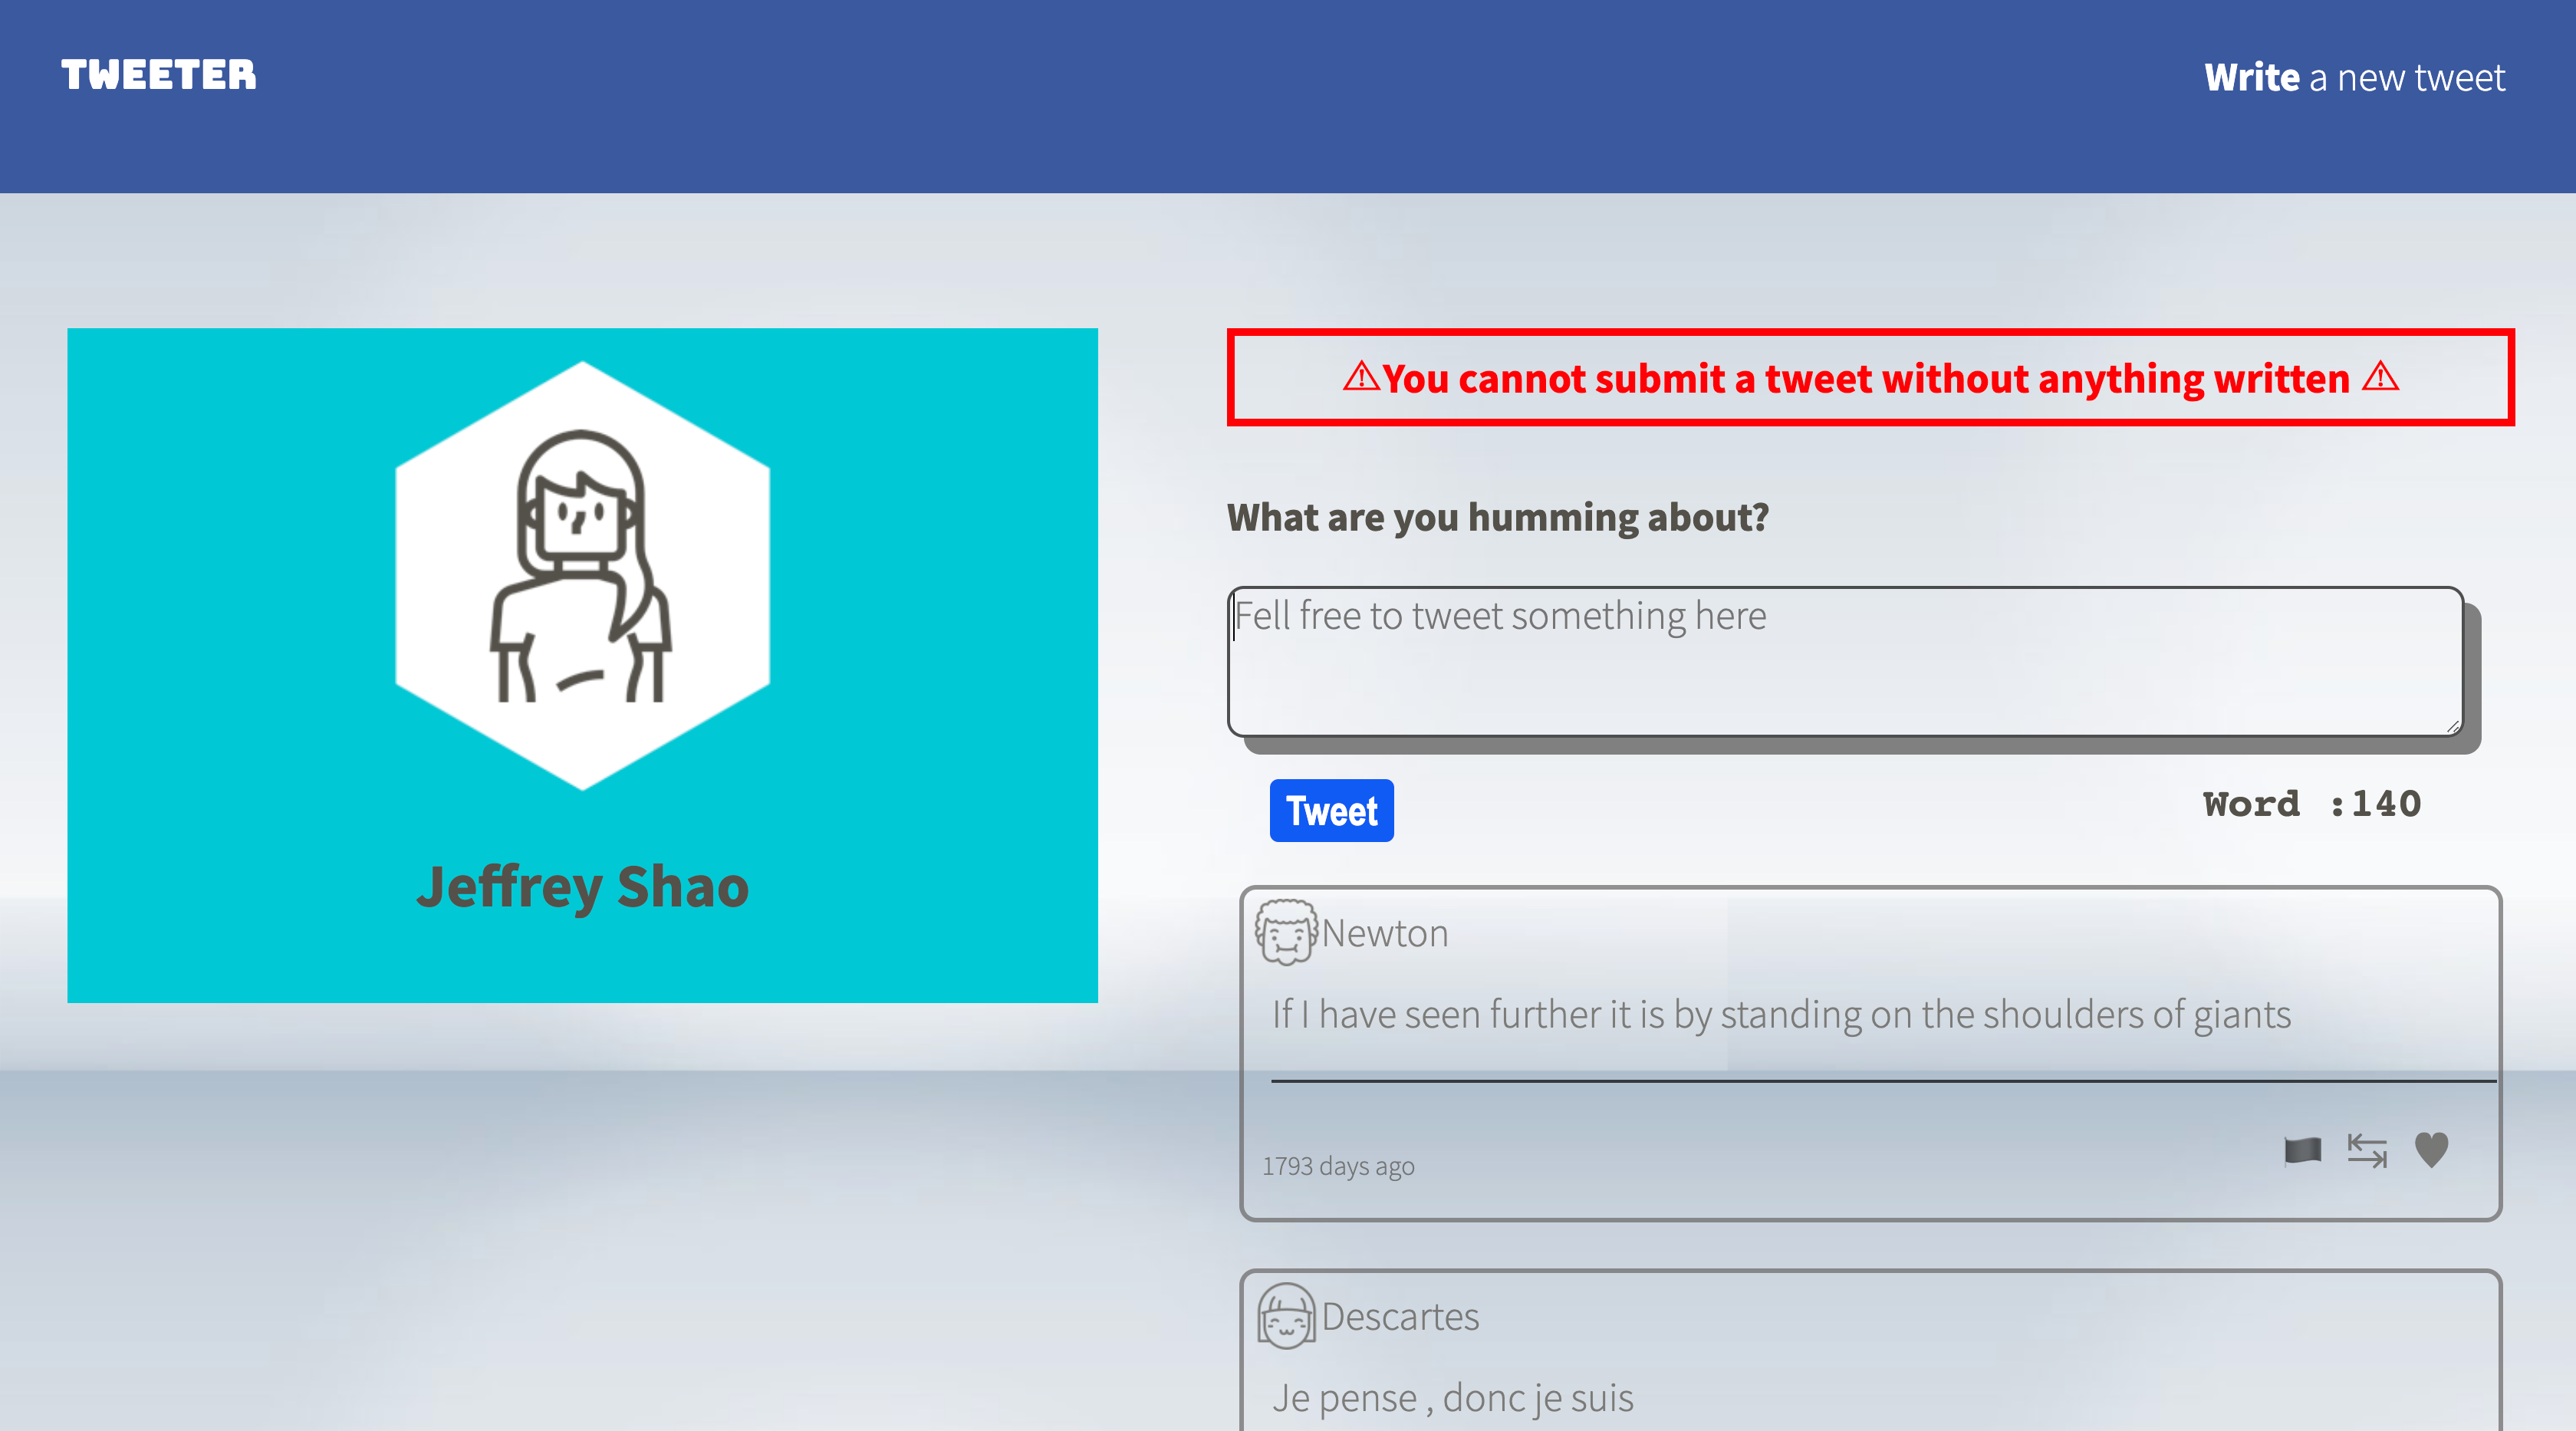 TWEETER
Write a new tweet
Jeffrey Shao
⚠You cannot submit a tweet without anything written ⚠
What are you humming about?
Fell free to tweet something here
Tweet
Word :140
Newton
If I have seen further it is by standing on the shoulders of giants
1793 days ago
Descartes
Je pense , donc je suis